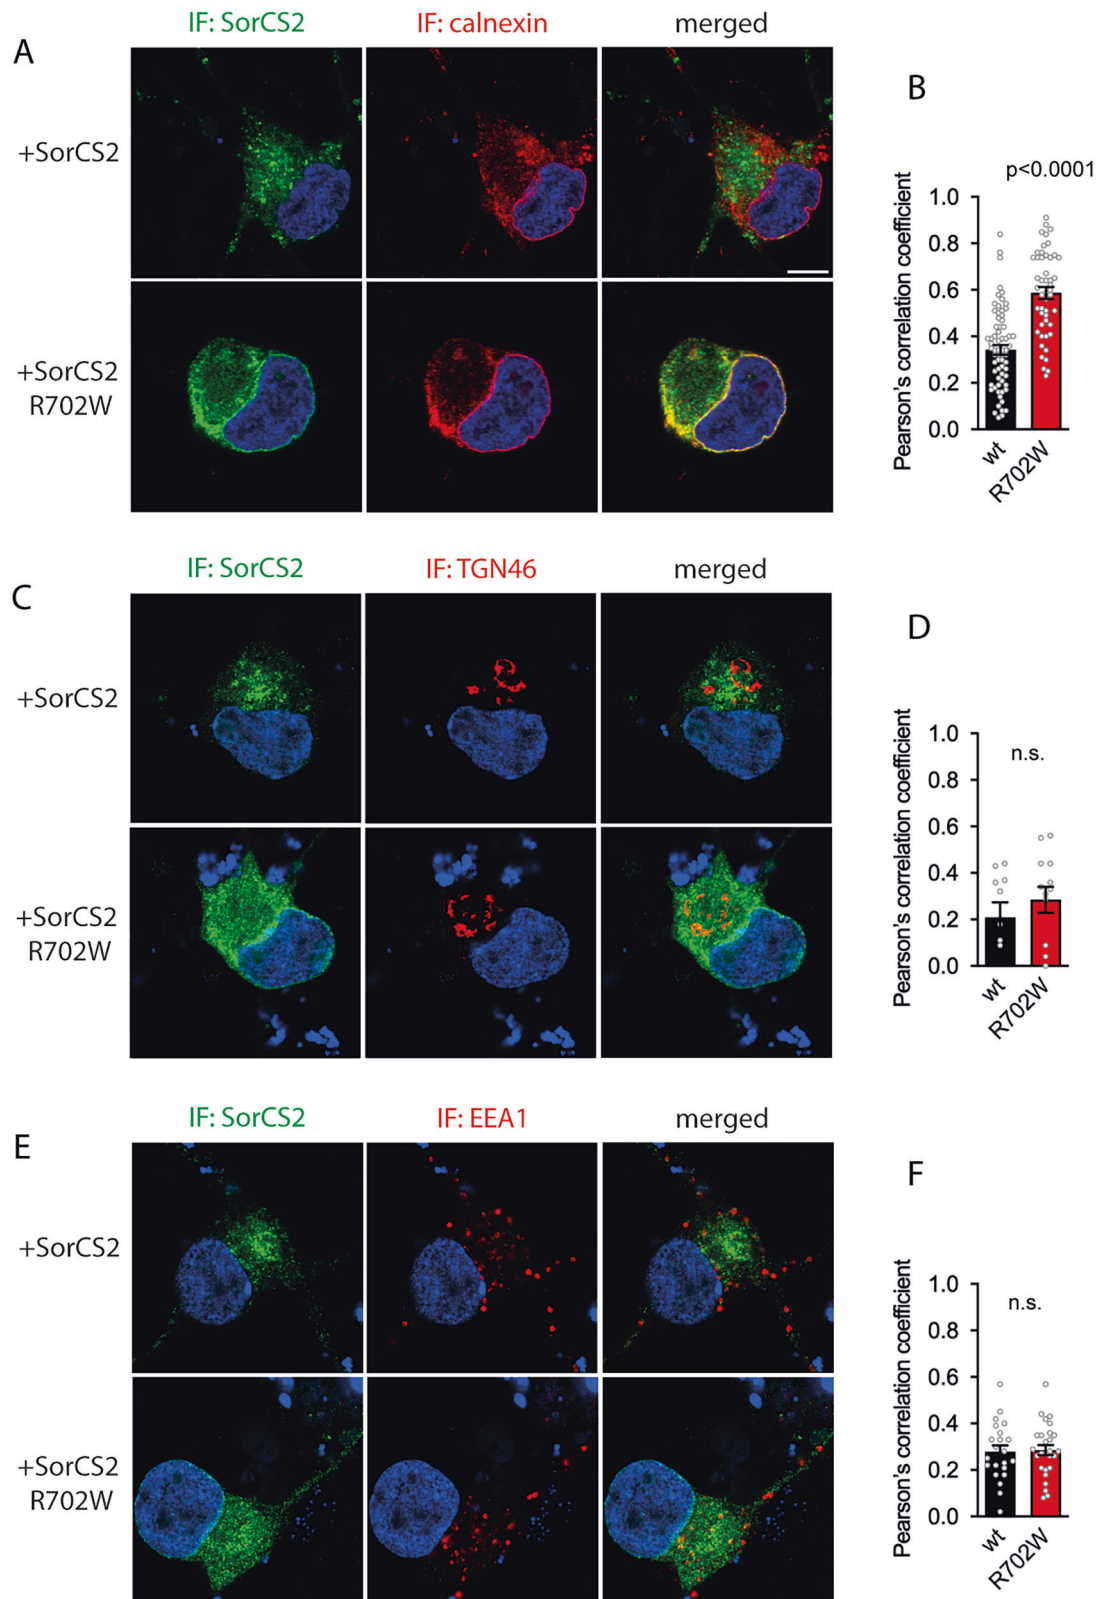 A
IF: SorCS2 IF: calnexin merged
+SorCS2
+SorCS2
R702W
B
p<0.0001
Pearson's correlation coefficient
1.0
0.8
0.6
0.4
0.2
0.0
wt
R702W
C
IF: SorCS2 IF: TGN46 merged
+SorCS2
+SorCS2
R702W
D
n.s.
Pearson's correlation coefficient
1.0
0.8
0.6
0.4
0.2
0.0
wt
R702W
E
IF: SorCS2 IF: EEA1 merged
+SorCS2
+SorCS2
R702W
F
n.s.
Pearson's correlation coefficient
1.0
0.8
0.6
0.4
0.2
0.0
wt
R702W